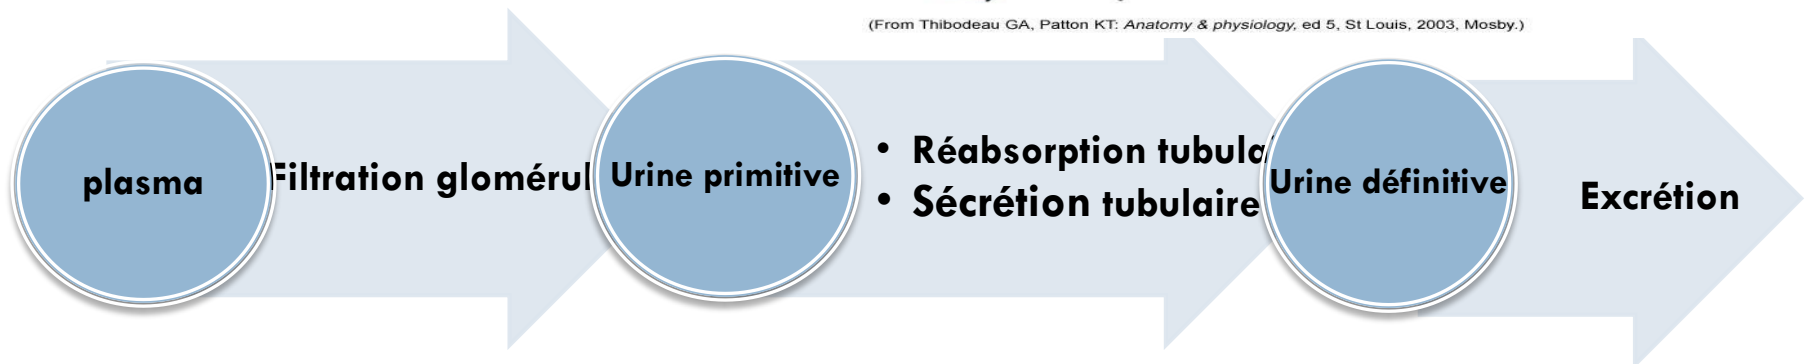 (From Thibodeau GA, Patton KT: Anatomy & physiology, ed 5, St Louis, 2003, Mosby.)
plasma
Filtration glomérul
Urine primitive
• Réabsorption tubula
• Sécrétion tubulaire
Urine définitive
Excrétion